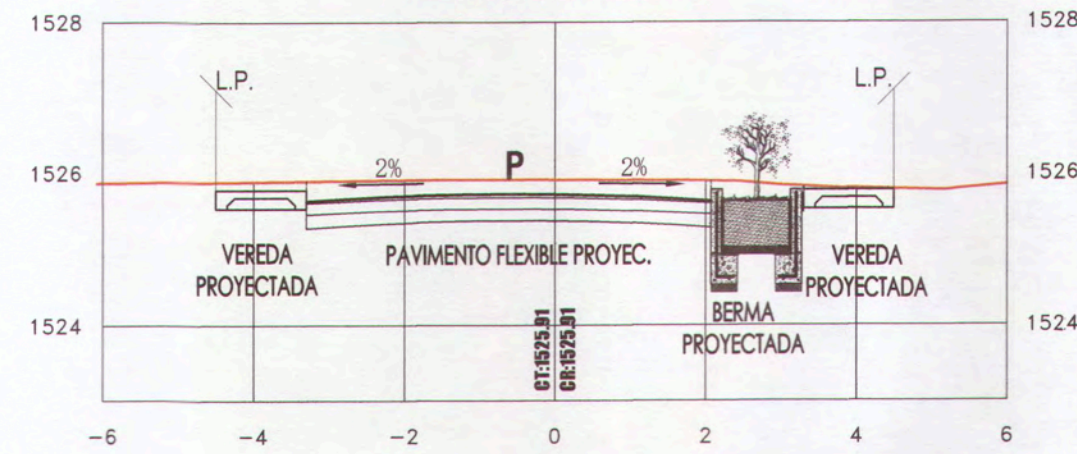 1528
1528
L.P.
L.P.
2%
P
2%
1526
1526
VEREDA
PROYECTADA
PAVIMENTO FLEXIBLE PROYEC.
VEREDA
PROYECTADA
BERMA
PROYECTADA
1524
1524
CT:1525.91
CR:1525.91
-6
-4
-2
0
2
4
6